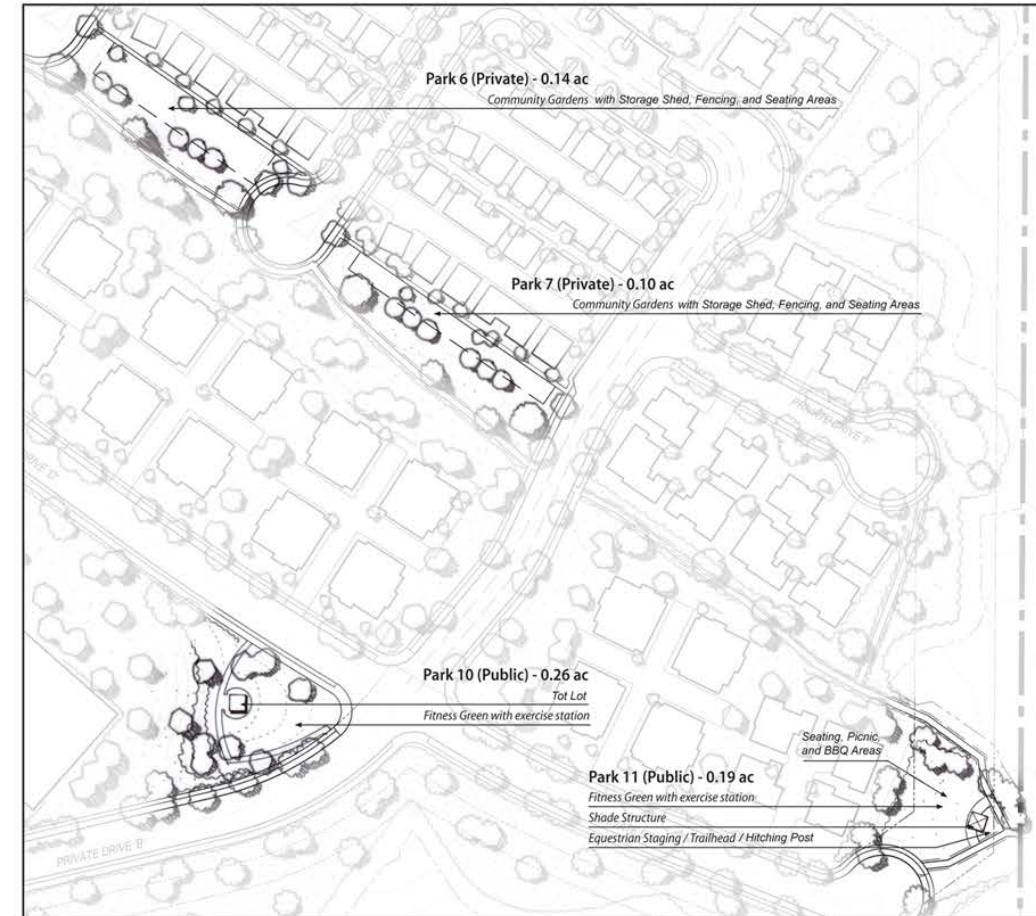 Park 6 (Private) - 0.14 ac
Community Gardens with Storage Shed, Fencing, and Seating Areas
Park 7 (Private) - 0.10 ac
Community Gardens with Storage Shed, Fencing, and Seating Areas
Park 10 (Public) - 0.26 ac
Tot Lot
Fitness Green with exercise station
Seating, Picnic,
and BBQ Areas
Park 11 (Public) - 0.19 ac
Fitness Green with exercise station
Shade Structure
Equestrian Staging / Trailhead / Hitching Post
PRIVATE DRIVE 'B'